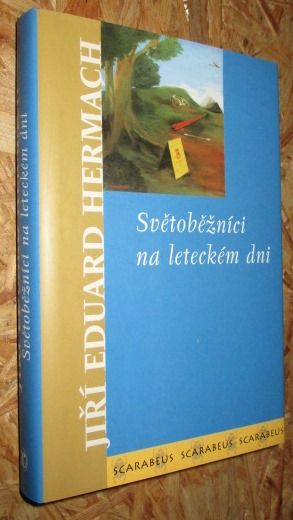 JIŘÍ EDUARD HERMACH
Světoběžníci
na leteckém dni
SCARABEUS SCARABEUS SCARABEUS
Světoběžníci na leteckém dni